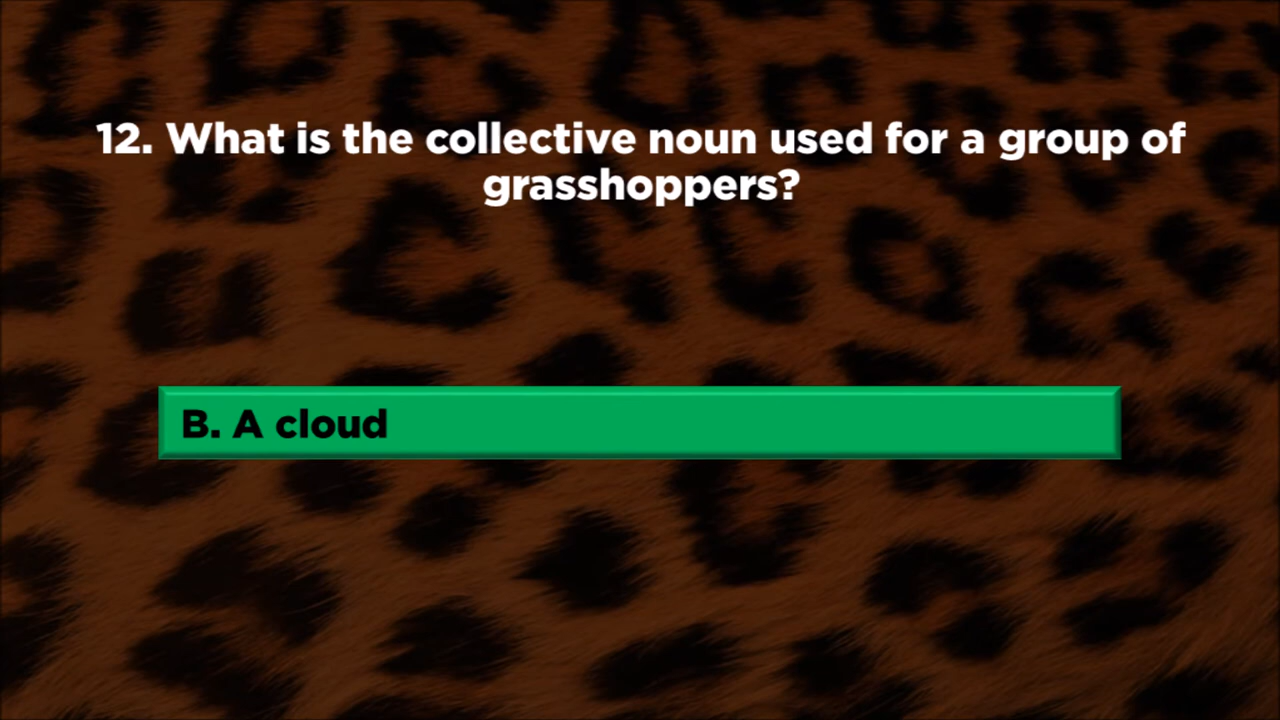 12. What is the collective noun used for a group of
grasshoppers?
B. A cloud